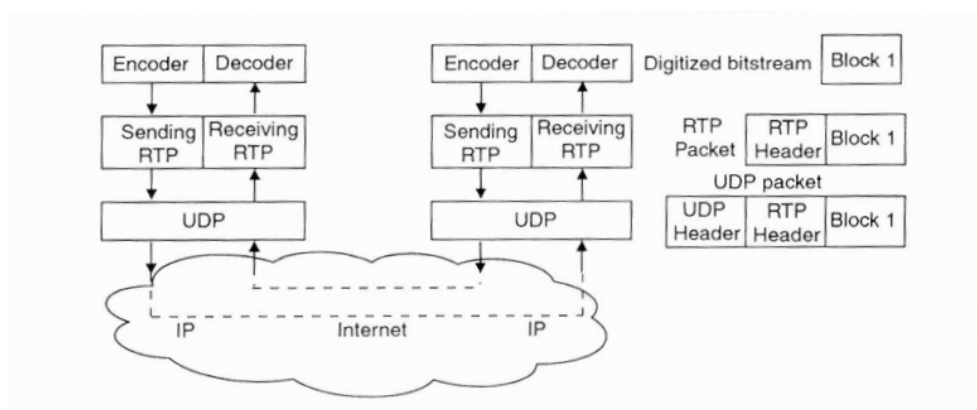 Encoder Decoder Encoder Decoder Digitized bitstream Block 1
Sending RTP Receiving RTP Sending RTP Receiving RTP RTP Packet RTP Header Block 1
UDP packet
UDP UDP UDP Header RTP Header Block 1
IP Internet IP